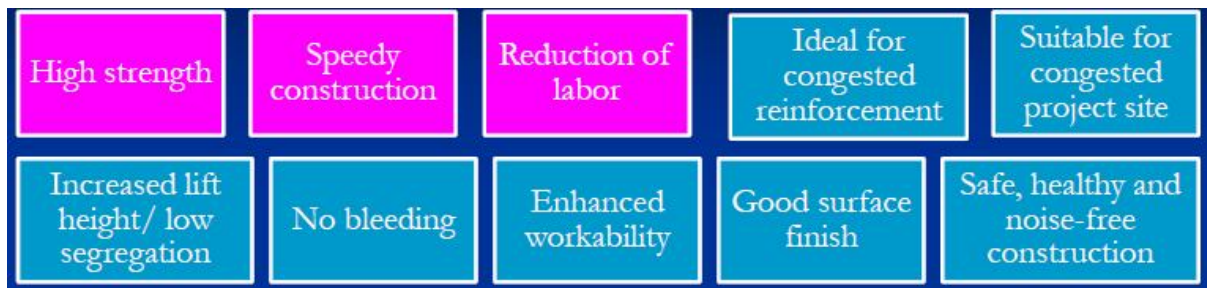 High strength
Speedy
construction
Reduction of
labor
Ideal for
congested
reinforcement
Suitable for
congested
project site
Increased lift
height/ low
segregation
No bleeding
Enhanced
workability
Good surface
finish
Safe, healthy and
noise-free
construction